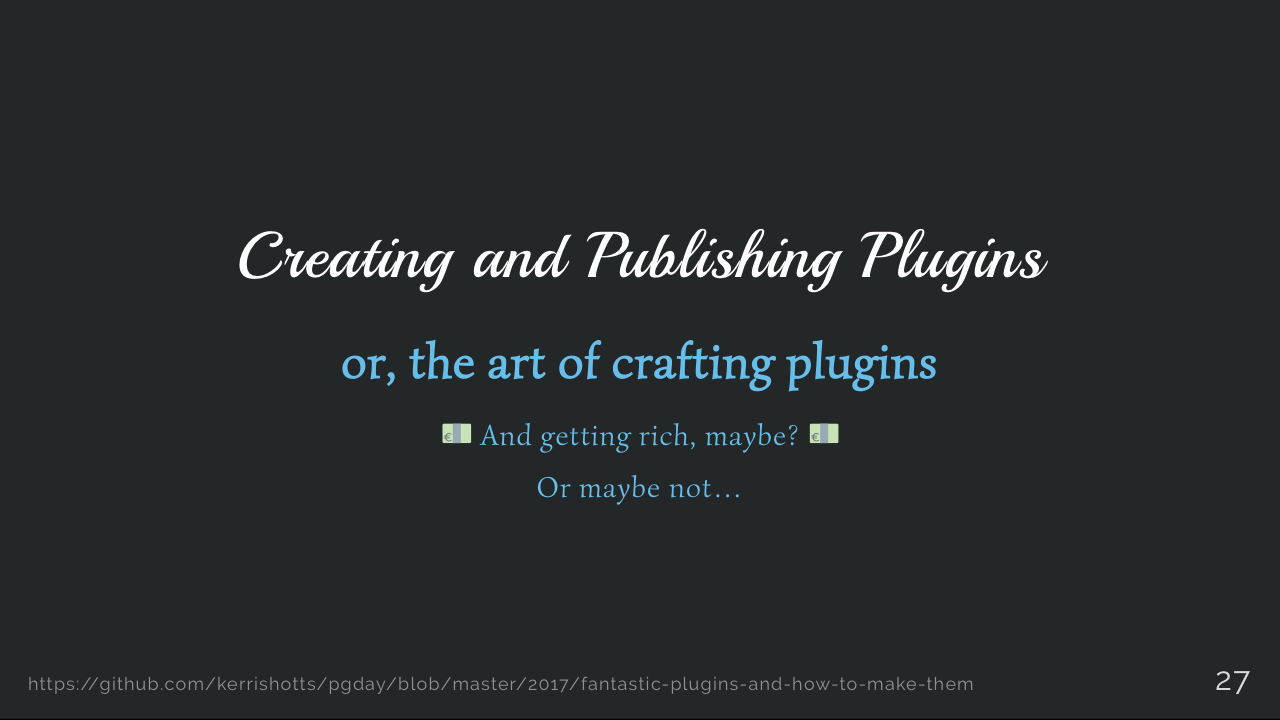 Creating and Publishing Plugins
or, the art of crafting plugins
💶 And getting rich, maybe? 💶
Or maybe not…
https://github.com/kerrishotts/pgday/blob/master/2017/fantastic-plugins-and-how-to-make-them
27